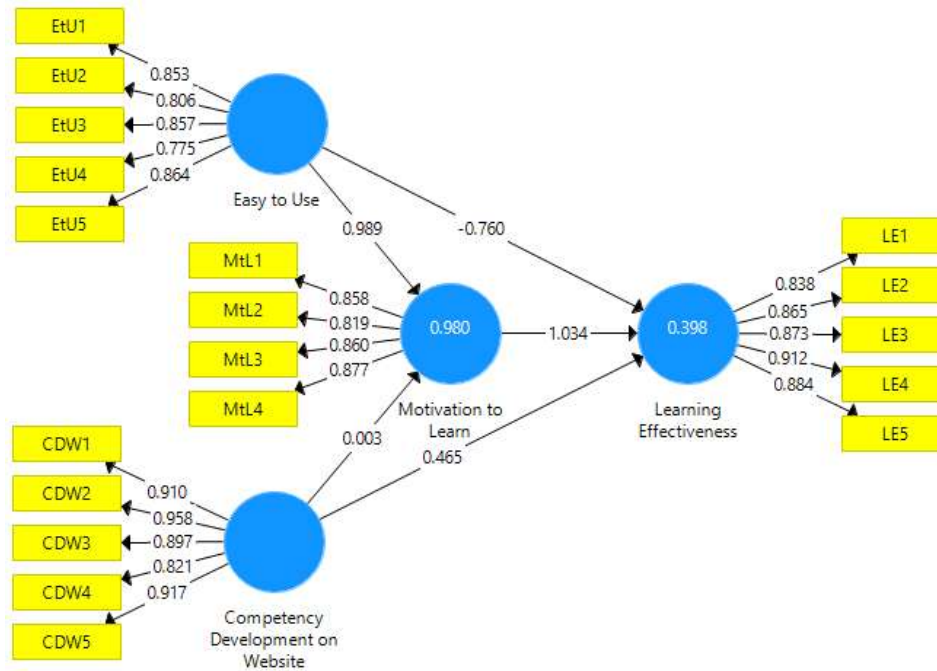 EtU1
EtU2
EtU3
EtU4
EtU5
0.853
0.806
0.857
0.775
0.864
Easy to Use
0.989
-0.760
MtL1
MtL2
MtL3
MtL4
0.858
0.819
0.860
0.877
0.980
Motivation to
Learn
1.034
0.398
Learning
Effectiveness
LE1
LE2
LE3
LE4
LE5
0.838
0.865
0.873
0.912
0.884
0.003
0.465
CDW1
CDW2
CDW3
CDW4
CDW5
0.910
0.958
0.897
0.821
0.917
Competency
Development on
Website